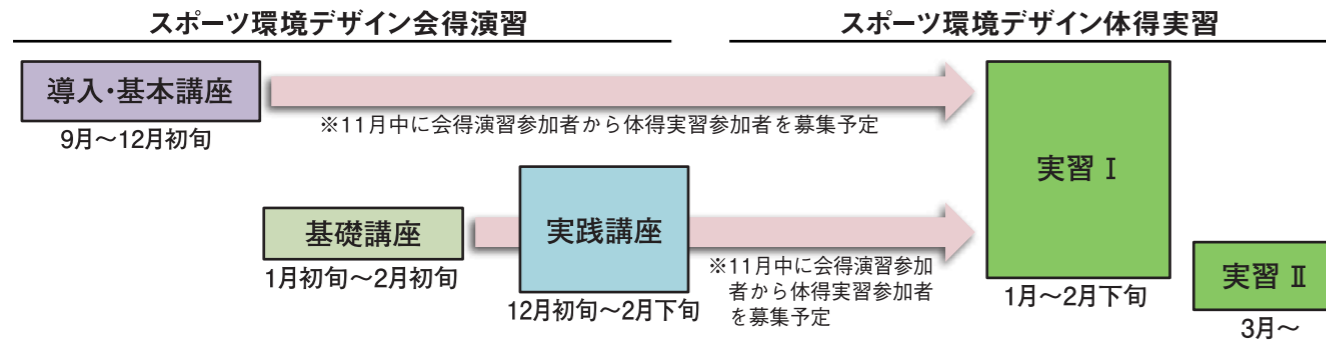 スポーツ環境デザイン会得演習
スポーツ環境デザイン体得実習
導入・基本講座
9月〜12月初旬
※11月中に会得演習参加者から体得実習参加者を募集予定
基礎講座
1月初旬〜2月初旬
実践講座
12月初旬〜2月下旬
※11月中に会得演習参加
者から体得実習参加者
を募集予定
実習 Ⅰ
1月〜2月下旬
実習 Ⅱ
3月〜